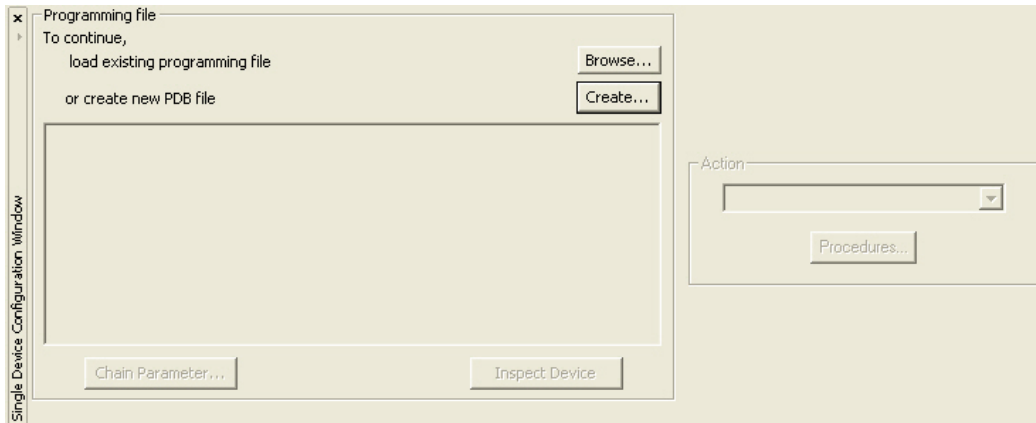 Programming file
To continue,
load existing programming file
Browse...
or create new PDB file
Create...
Action
Procedures...
Chain Parameter...
Inspect Device
Single Device Configuration Window